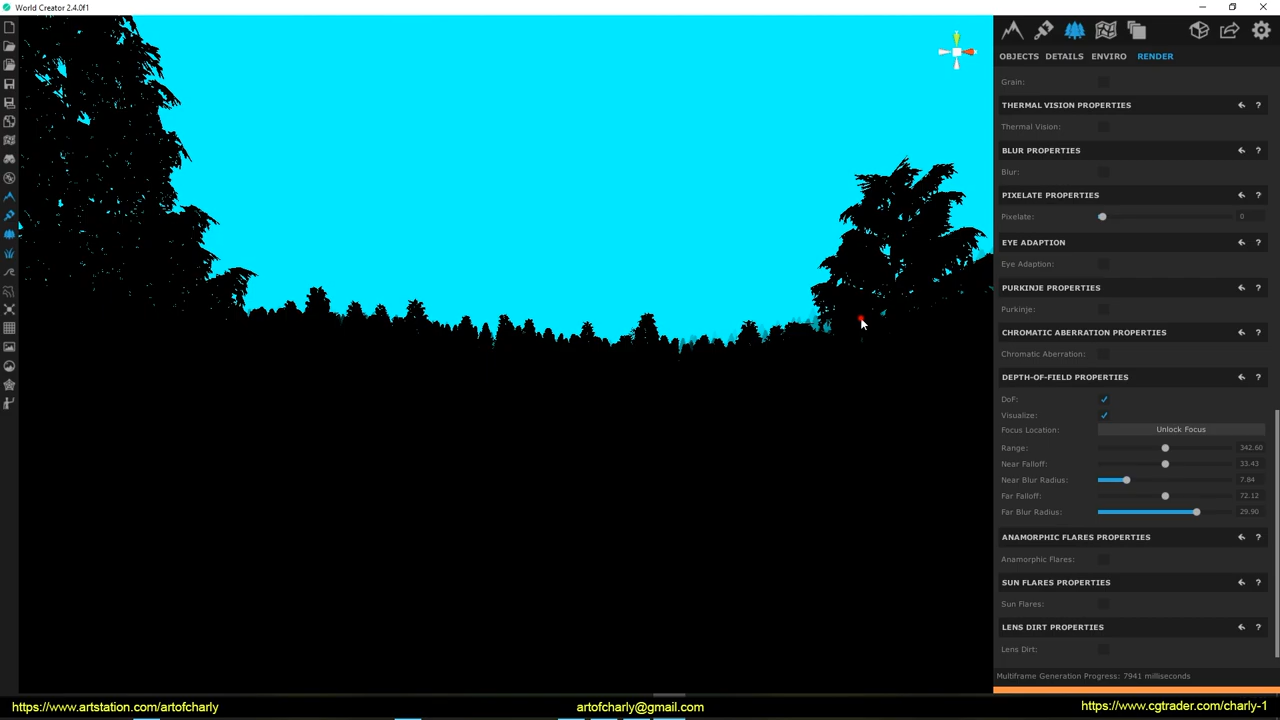 World Creator 2.4.0f1
OBJECTS DETAILS ENVIRO RENDER
Grain:
THERMAL VISION PROPERTIES ?
Thermal Vision:
BLUR PROPERTIES ?
Blur:
PIXELATE PROPERTIES ?
Pixelate: 0
EYE ADAPTION ?
Eye Adaption:
PURKINJE PROPERTIES ?
Purkinje:
CHROMATIC ABERRATION PROPERTIES ?
Chromatic Aberration:
DEPTH-OF-FIELD PROPERTIES ?
DoF:
Visualize:
Focus Location: Unlock Focus
Range: 342.60
Near Falloff: 33.43
Near Blur Radius: 7.84
Far Falloff: 72.12
Far Blur Radius: 29.90
ANAMORPHIC FLARES PROPERTIES ?
Anamorphic Flares:
SUN FLARES PROPERTIES ?
Sun Flares:
LENS DIRT PROPERTIES ?
Lens Dirt:
Multiframe Generation Progress: 7941 milliseconds
https://www.artstation.com/artofcharly artofcharly@gmail.com https://www.cgtrader.com/charly-1